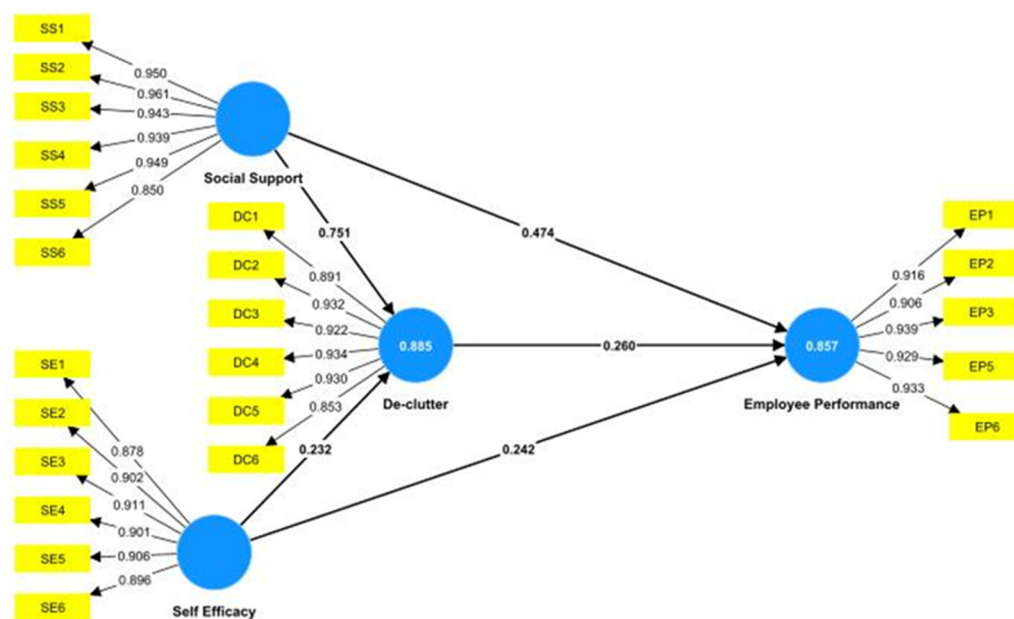 SS1
SS2
SS3
SS4
SS5
SS6
0.950
0.961
0.943
0.939
0.949
0.850
Social Support
0.751
0.474
DC1
DC2
DC3
DC4
DC5
DC6
0.891
0.932
0.922
0.934
0.930
0.853
0.885
De-clutter
0.260
0.232
0.242
0.857
Employee Performance
EP1
EP2
EP3
EP5
EP6
0.916
0.906
0.939
0.929
0.933
SE1
SE2
SE3
SE4
SE5
SE6
0.878
0.902
0.911
0.901
0.906
0.896
Self Efficacy